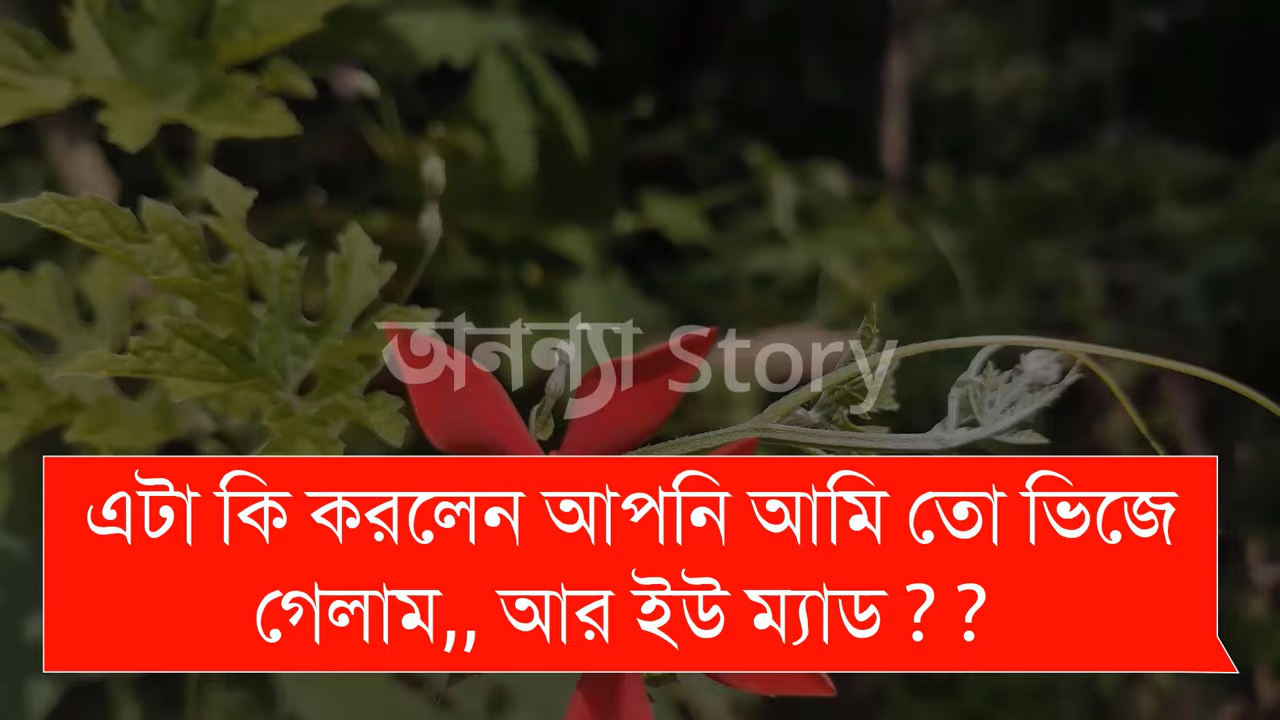 অনন্যা Story
এটা কি করলেন আপনি আমি তো ভিজে
গেলাম,, আর ইউ ম্যাড ? ?